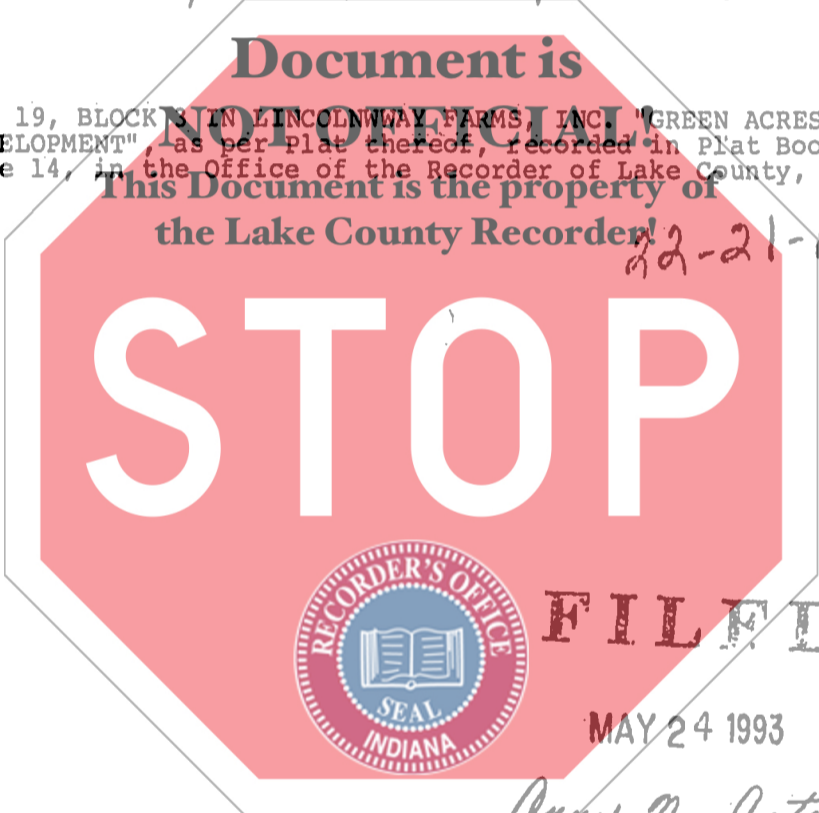 Document is
19, BLOCK 3 IN LINCOLNWAY FARMS, INC. "GREEN ACRES
NOT OFFICIAL!
ELOPMENT", as per Plat thereof, recorded in Plat Boo
e 14, in the Office of the Recorder of Lake County,
This Document is the property of
the Lake County Recorder!
22-21-
STOP
RECORDER'S OFFICE
SEAL
INDIANA
FILED
MAY 24 1993